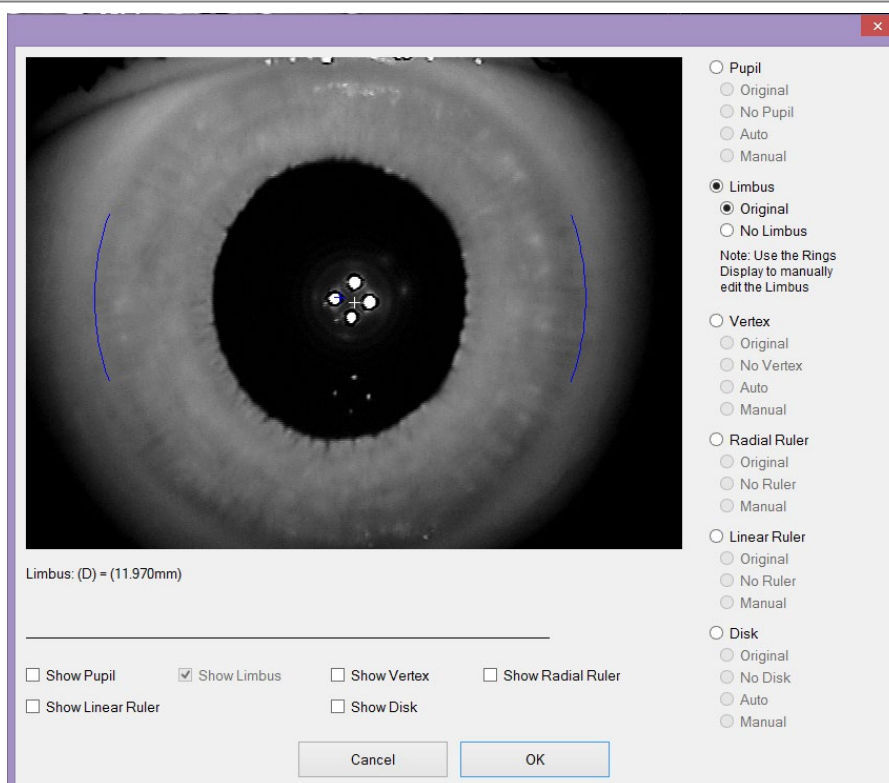 Pupil
Original
No Pupil
Auto
Manual
Limbus
Original
No Limbus
Note: Use the Rings
Display to manually
edit the Limbus
Vertex
Original
No Vertex
Auto
Manual
Radial Ruler
Original
No Ruler
Manual
Linear Ruler
Original
No Ruler
Manual
Disk
Original
No Disk
Auto
Manual
Limbus: (D) = (11.970mm)
Show Pupil
Show Limbus
Show Vertex
Show Radial Ruler
Show Linear Ruler
Show Disk
Cancel
OK